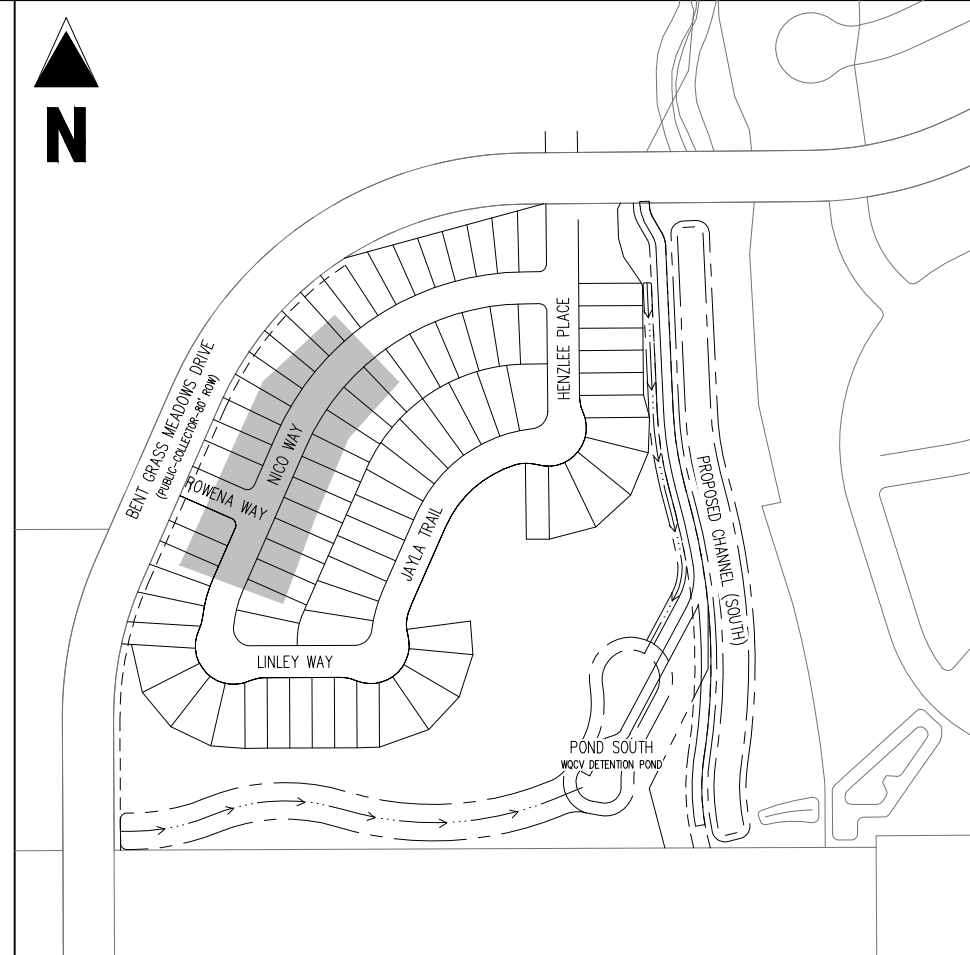 N
HENZLEE PLACE
BENT GRASS MEADOWS DRIVE
(PUBLIC-COLLECTOR-80' ROW)
NICO WAY
ROWENA WAY
JAYLA TRAIL
PROPOSED CHANNEL (SOUTH)
LINLEY WAY
POND SOUTH
WQCV DETENTION POND